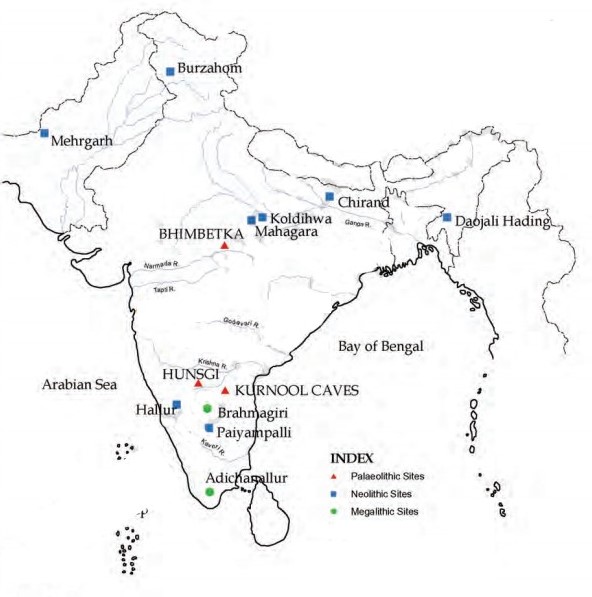 Burzahom
Mehrgarh
Chirand
Koldihwa
Daojali Hading
Mahagara
Ganga R.
BHIMBETKA
Narmada R.
Tapti R.
Godavari R.
Bay of Bengal
Krishna R.
HUNSGI
Arabian Sea
KURNOOL CAVES
Hallur
Brahmagiri
Paiyampalli
Kaveri R.
INDEX
Adichanallur
Palaeolithic Sites
Neolithic Sites
Megalithic Sites